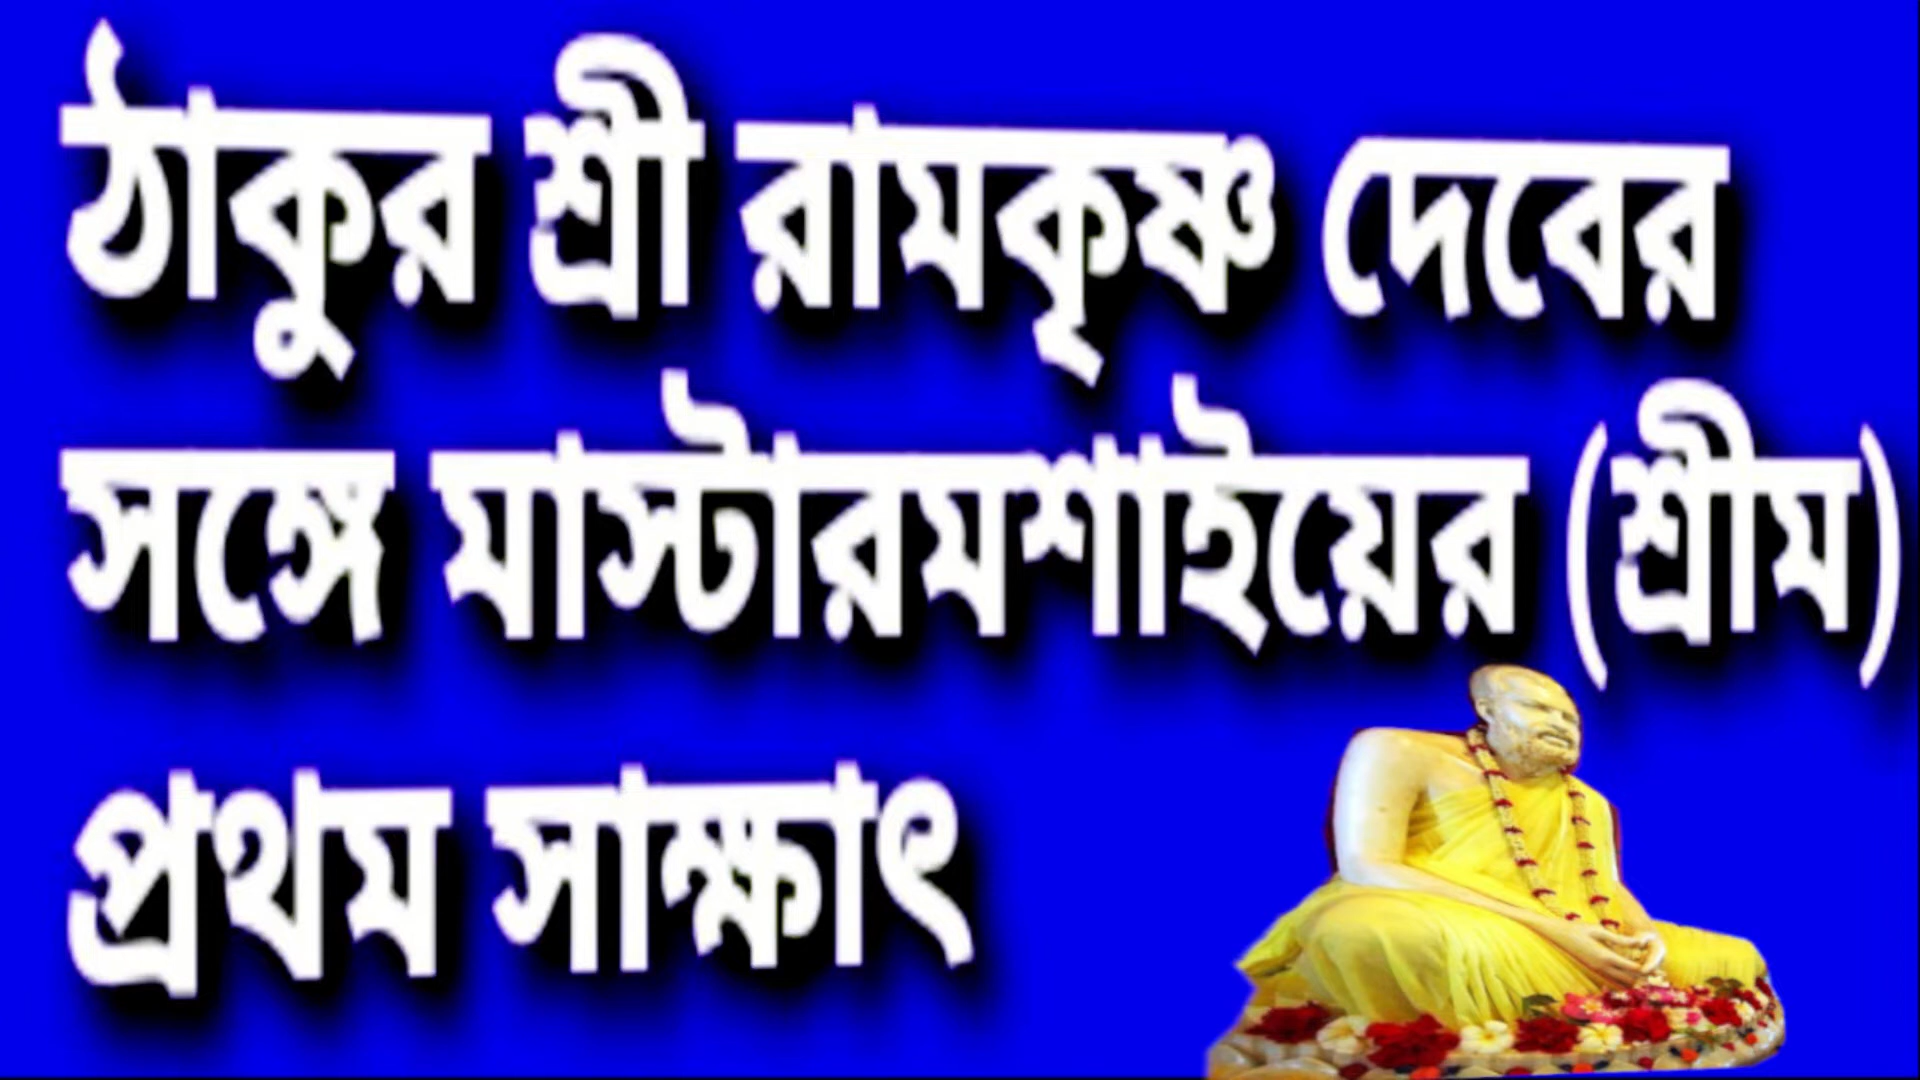 ঠাকুর শ্রী রামকৃষ্ণ দেবের
সঙ্গে মাস্টারমশাইয়ের (শ্রীম)
প্রথম সাক্ষাৎ